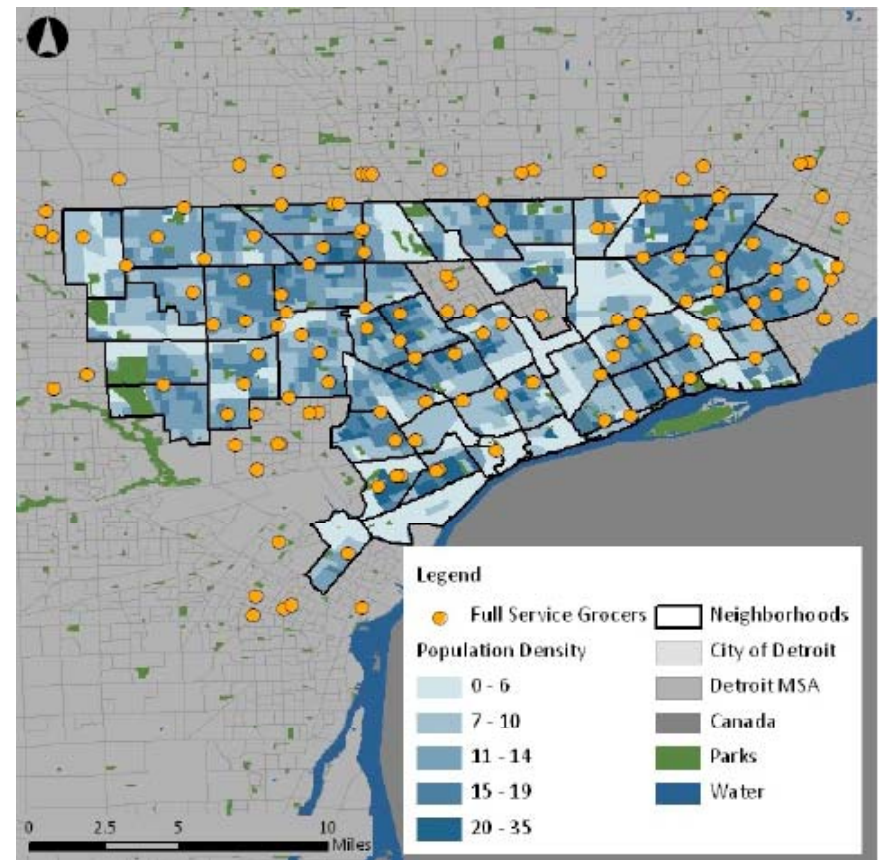 Legend
Full Service Grocers
Neighborhoods
Population Density
City of Detroit
0 - 6
Detroit MSA
7 - 10
Canada
11 - 14
Parks
15 - 19
Water
20 - 35
0 2.5 5 10
Miles